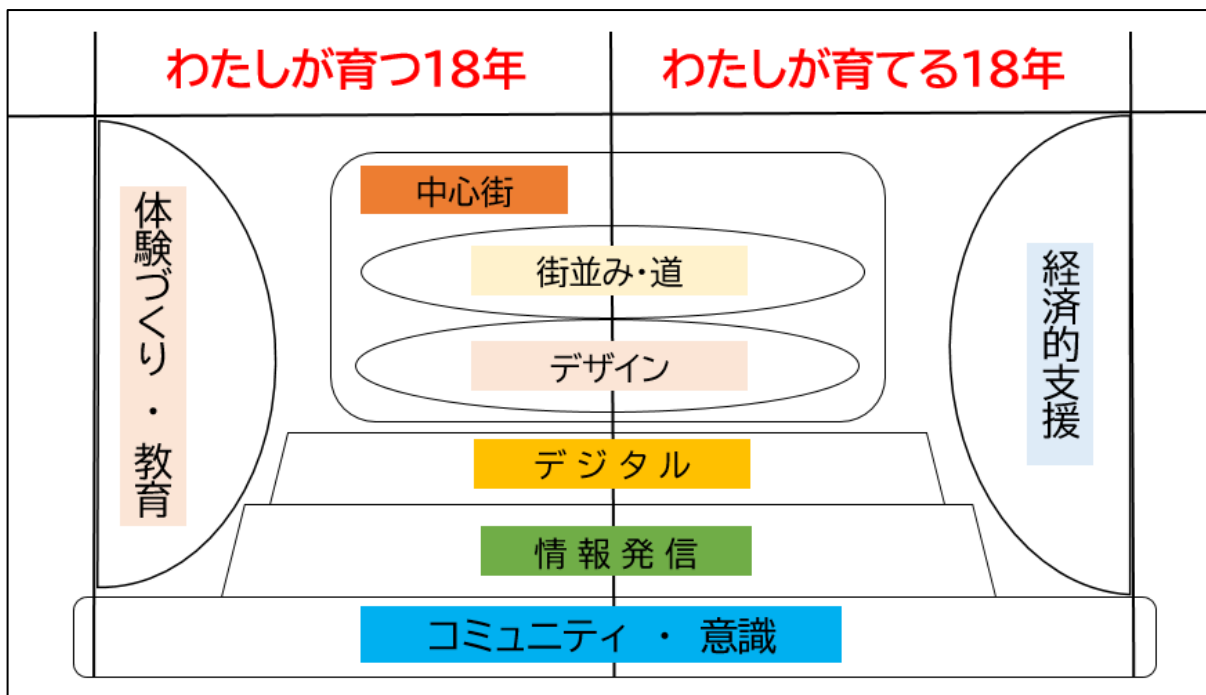 わたしが育つ18年
わたしが育てる18年
体験づくり・教育
中心街
街並み・道
デザイン
経済的支援
デジタル
情報発信
コミュニティ・意識